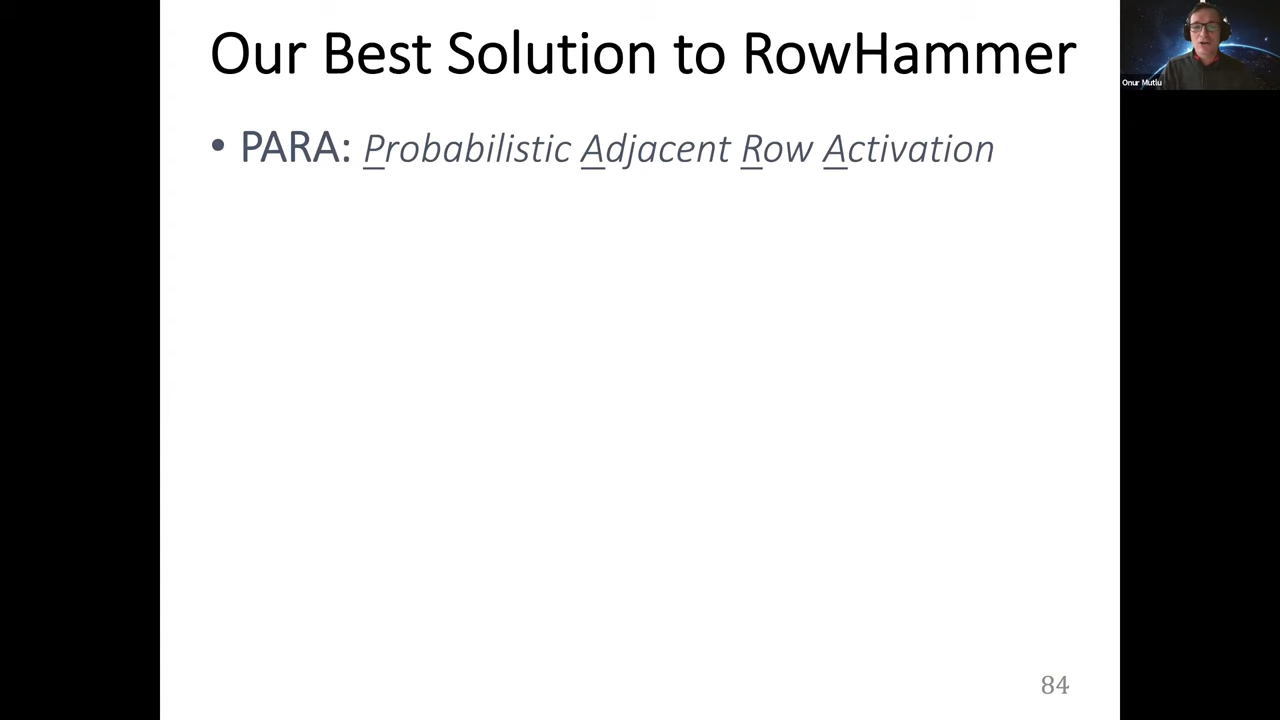 Our Best Solution to RowHammer
Onur Mutlu
• PARA: Probabilistic Adjacent Row Activation
84